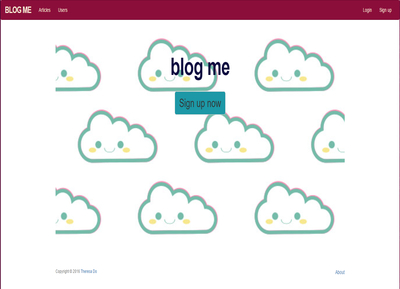 BLOG ME Articles Users Login Sign up
blog me
Sign up now
Copyright © 2016 Theresa Do About